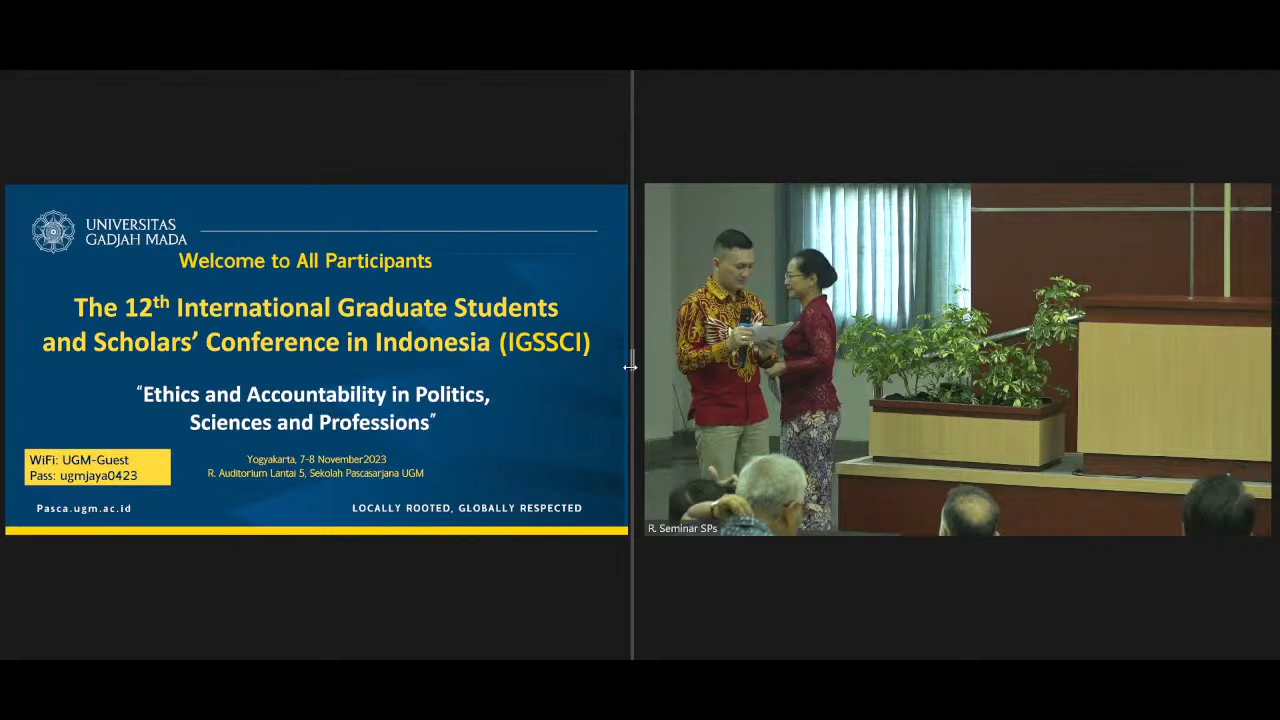 UNIVERSITAS
GADJAH MADA
Welcome to All Participants
The 12th International Graduate Students
and Scholars’ Conference in Indonesia (IGSSCI)
“Ethics and Accountability in Politics,
Sciences and Professions”
WiFi: UGM-Guest
Pass: ugmjaya0423
Yogyakarta, 7-8 November2023
R. Auditorium Lantai 5, Sekolah Pascasarjana UGM
Pasca.ugm.ac.id
LOCALLY ROOTED, GLOBALLY RESPECTED
R. Seminar SPs